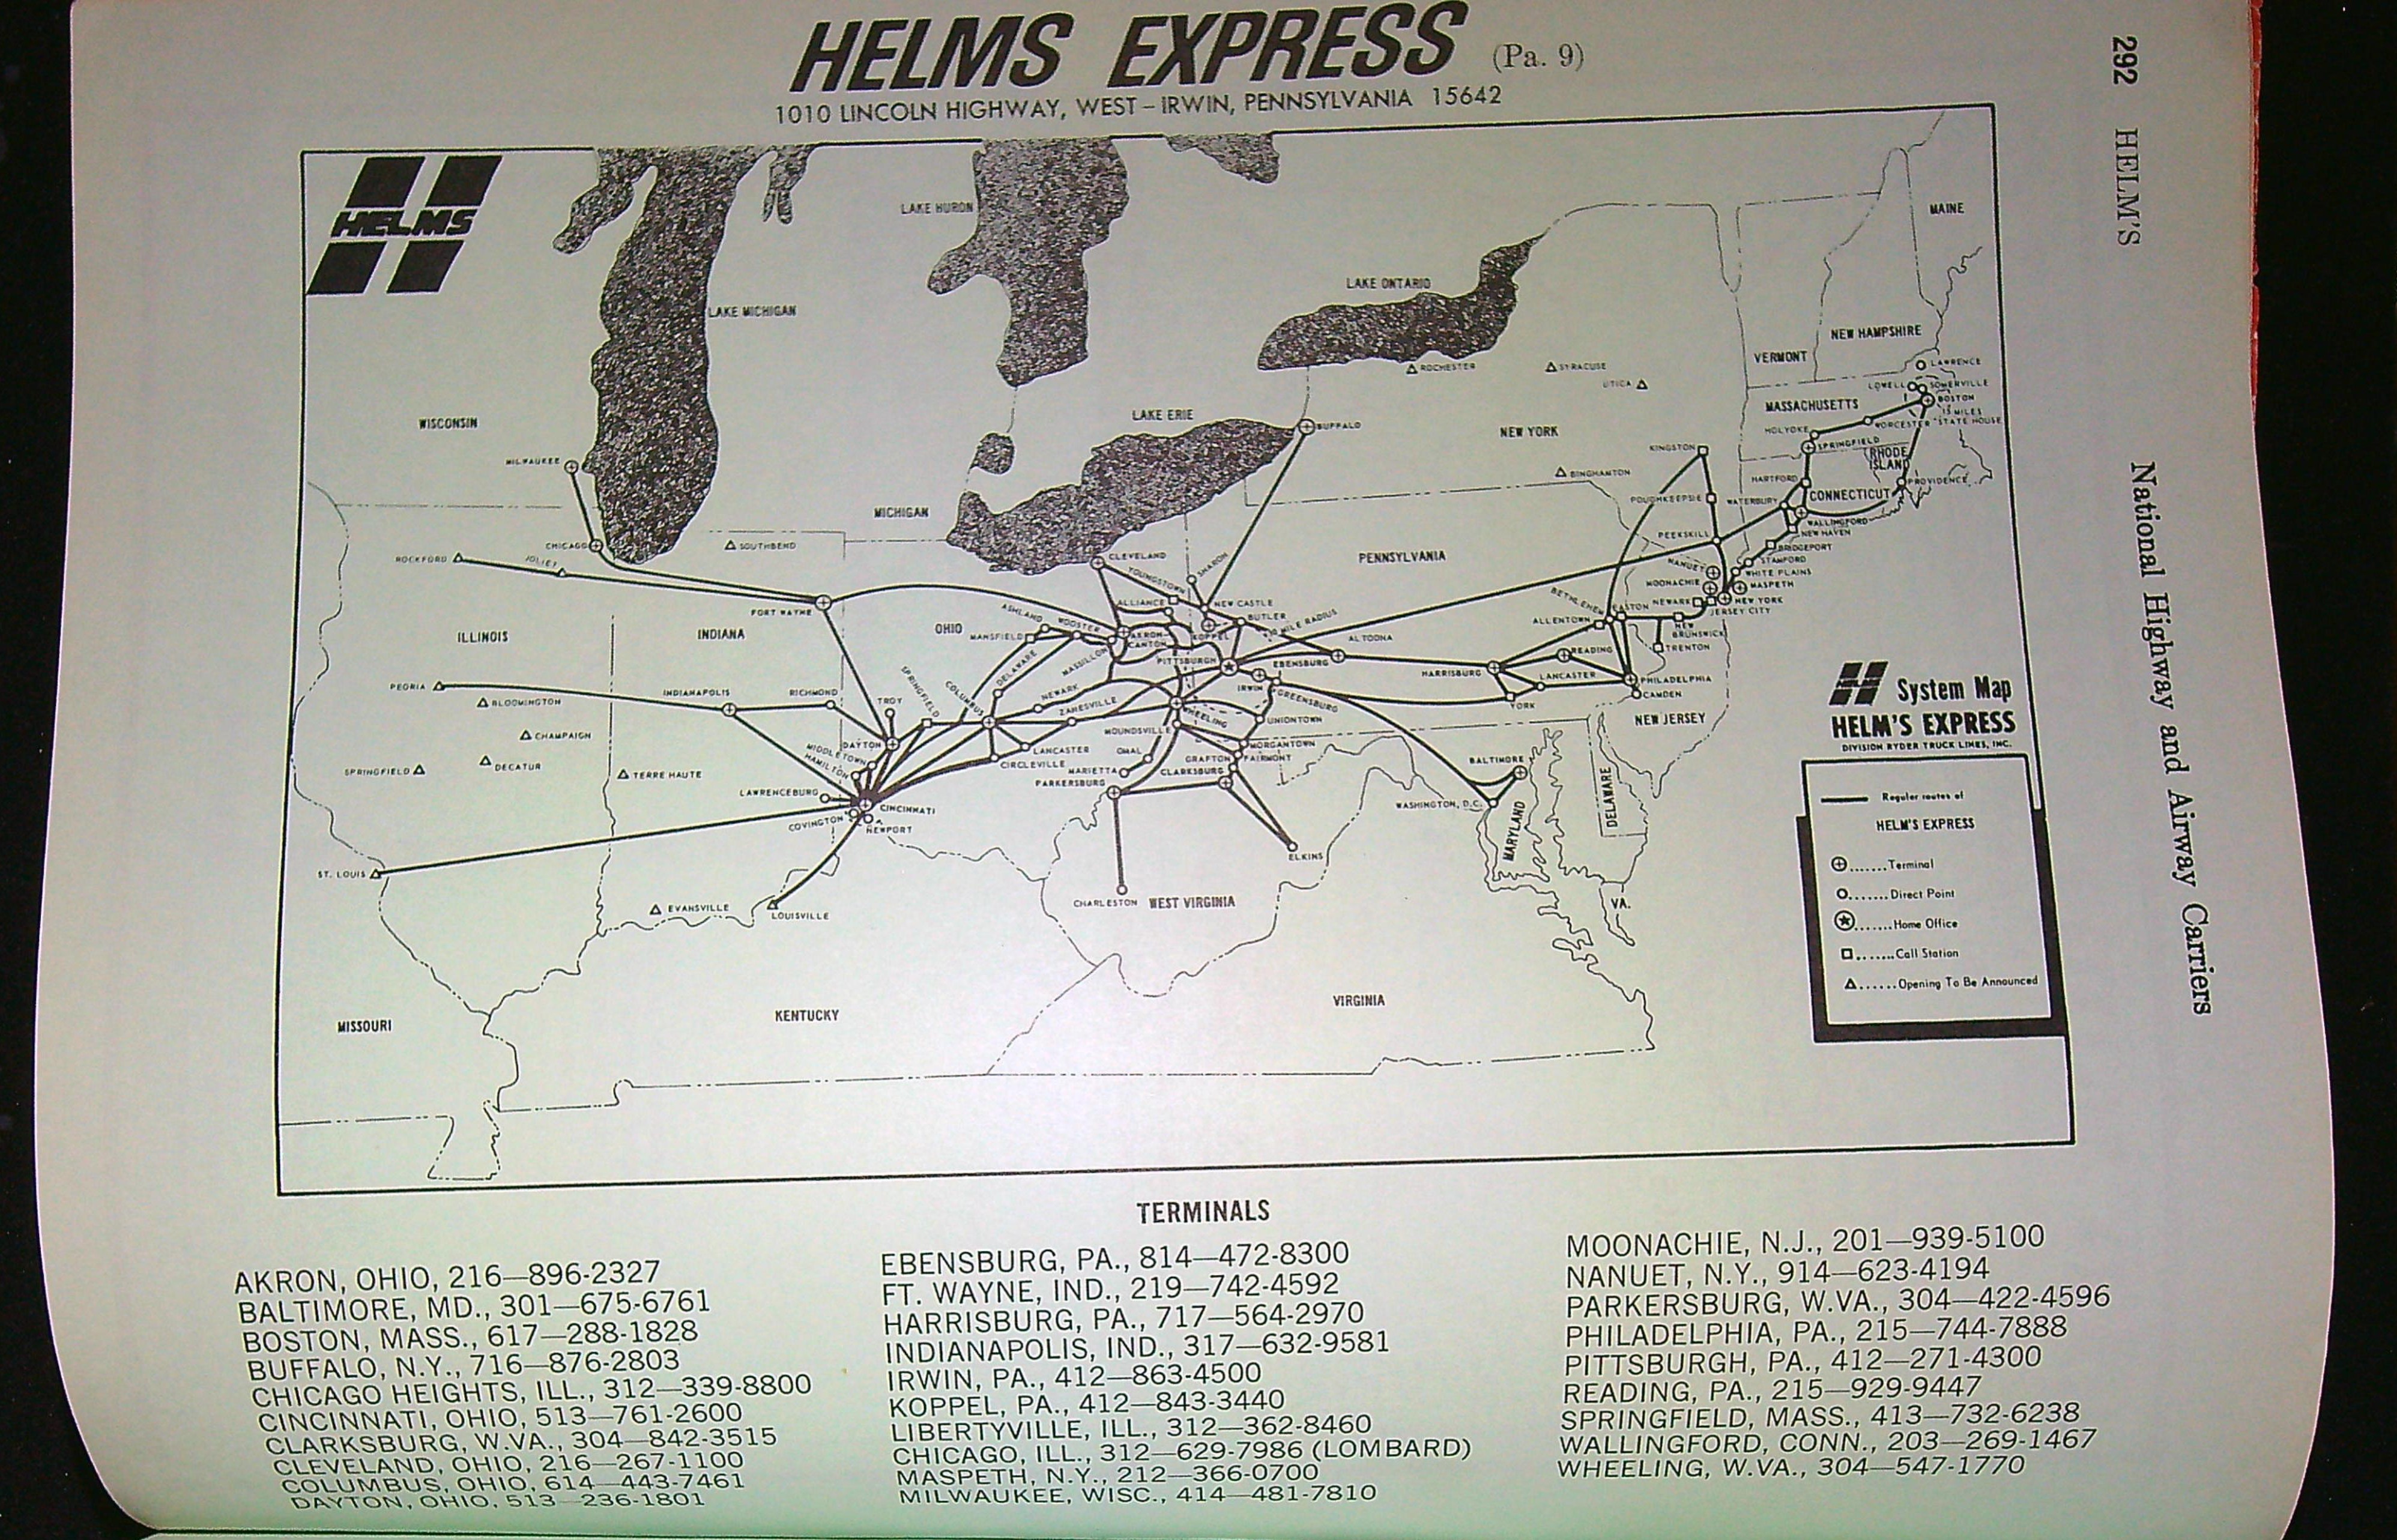 HELMS EXPRESS (Pa. 9)
1010 LINCOLN HIGHWAY, WEST – IRWIN, PENNSYLVANIA 15642
292 HELM'S
National Highway and Airway Carriers
HELMS
LAKE HURON
MAINE
LAKE MICHIGAN
LAKE ONTARIO
NEW HAMPSHIRE
VERMONT
LAWRENCE
ROCHESTER
SYRACUSE
UTICA
LOWELL
SOMERVILLE
BOSTON
15 MILES
"STATE HOUSE
MASSACHUSETTS
WORCESTER
HOLYOKE
SPRINGFIELD
WISCONSIN
LAKE ERIE
BUFFALO
NEW YORK
KINGSTON
RHODE
ISLAND
MILWAUKEE
BINGHAMTON
HARTFORD
PROVIDENCE
POUGHKEEPSIE
WATERBURY
CONNECTICUT
MICHIGAN
WALLINGFORD
NEW HAVEN
PEEKSKILL
BRIDGEPORT
CHICAGO
SOUTHBEND
CLEVELAND
SHARON
PENNSYLVANIA
STAMFORD
ROCKFORD
JOLIET
YOUNGSTOWN
NANUET
WHITE PLAINS
MOONACHIE
MASPETH
FORT WAYNE
ALLIANCE
NEW CASTLE
BETHLEHEM
EASTON
NEWARK
NEW YORK
JERSEY CITY
ASHLAND
WOOSTER
BUTLER
MILE RADIUS
ALLENTOWN
NEW
BRUNSWICK
ILLINOIS
INDIANA
OHIO
MANSFIELD
AKRON
CANTON
KOPPEL
ALTOONA
TRENTON
DELAWARE
MASSILLON
PITTSBURGH
EBENSBURG
READING
HARRISBURG
LANCASTER
PHILADELPHIA
CAMDEN
PEORIA
BLOOMINGTON
INDIANAPOLIS
RICHMOND
TROY
SPRINGFIELD
COLUMBUS
NEWARK
ZANESVILLE
IRWIN
GREENSBURG
YORK
WHEELING
UNIONTOWN
NEW JERSEY
CHAMPAIGN
DAYTON
MOUNDSVILLE
MORGANTOWN
MIDDLETOWN
HAMILTON
LANCASTER
OMAL
GRAFTON
FAIRMONT
SPRINGFIELD
DECATUR
TERRE HAUTE
CIRCLEVILLE
MARIETTA
CLARKSBURG
BALTIMORE
LAWRENCEBURG
PARKERSBURG
WASHINGTON, D.C.
MARYLAND
DELAWARE
CINCINNATI
COVINGTON
NEWPORT
ELKINS
ST. LOUIS
EVANSVILLE
LOUISVILLE
CHARLESTON
WEST VIRGINIA
VA.
MISSOURI
KENTUCKY
VIRGINIA
System Map
HELM'S EXPRESS
DIVISION RYDER TRUCK LINES, INC.
Regular routes of
HELM'S EXPRESS
.......Terminal
.......Direct Point
.......Home Office
.......Call Station
......Opening To Be Announced
TERMINALS
AKRON, OHIO, 216—896-2327
BALTIMORE, MD., 301—675-6761
BOSTON, MASS., 617—288-1828
BUFFALO, N.Y., 716—876-2803
CHICAGO HEIGHTS, ILL., 312—339-8800
CINCINNATI, OHIO, 513—761-2600
CLARKSBURG, W.VA., 304—842-3515
CLEVELAND, OHIO, 216—267-1100
COLUMBUS, OHIO, 614—443-7461
DAYTON, OHIO, 513—236-1801
EBENSBURG, PA., 814—472-8300
FT. WAYNE, IND., 219—742-4592
HARRISBURG, PA., 717—564-2970
INDIANAPOLIS, IND., 317—632-9581
IRWIN, PA., 412—863-4500
KOPPEL, PA., 412—843-3440
LIBERTYVILLE, ILL., 312—362-8460
CHICAGO, ILL., 312—629-7986 (LOMBARD)
MASPETH, N.Y., 212—366-0700
MILWAUKEE, WISC., 414—481-7810
MOONACHIE, N.J., 201—939-5100
NANUET, N.Y., 914—623-4194
PARKERSBURG, W.VA., 304—422-4596
PHILADELPHIA, PA., 215—744-7888
PITTSBURGH, PA., 412—271-4300
READING, PA., 215—929-9447
SPRINGFIELD, MASS., 413—732-6238
WALLINGFORD, CONN., 203—269-1467
WHEELING, W.VA., 304—547-1770